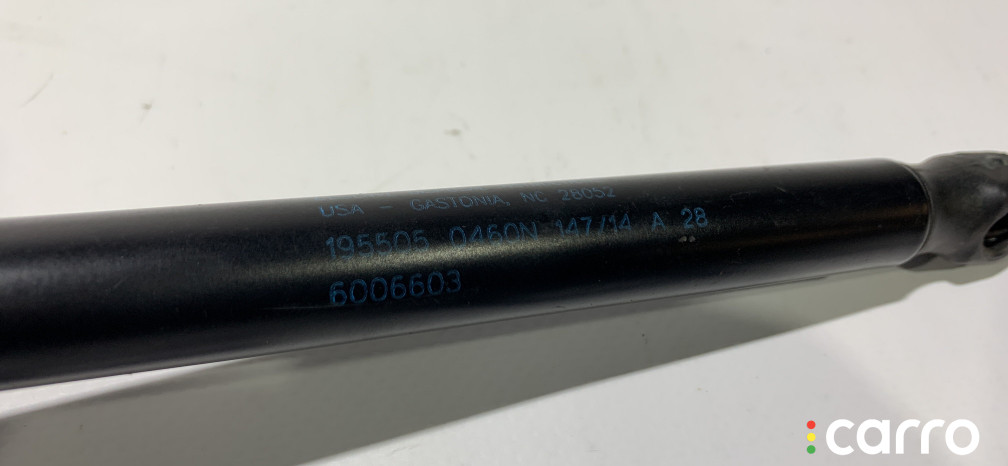 USA - GASTONIA, NC 28052
195505 0460N 147/14 A 28
6006603
carro